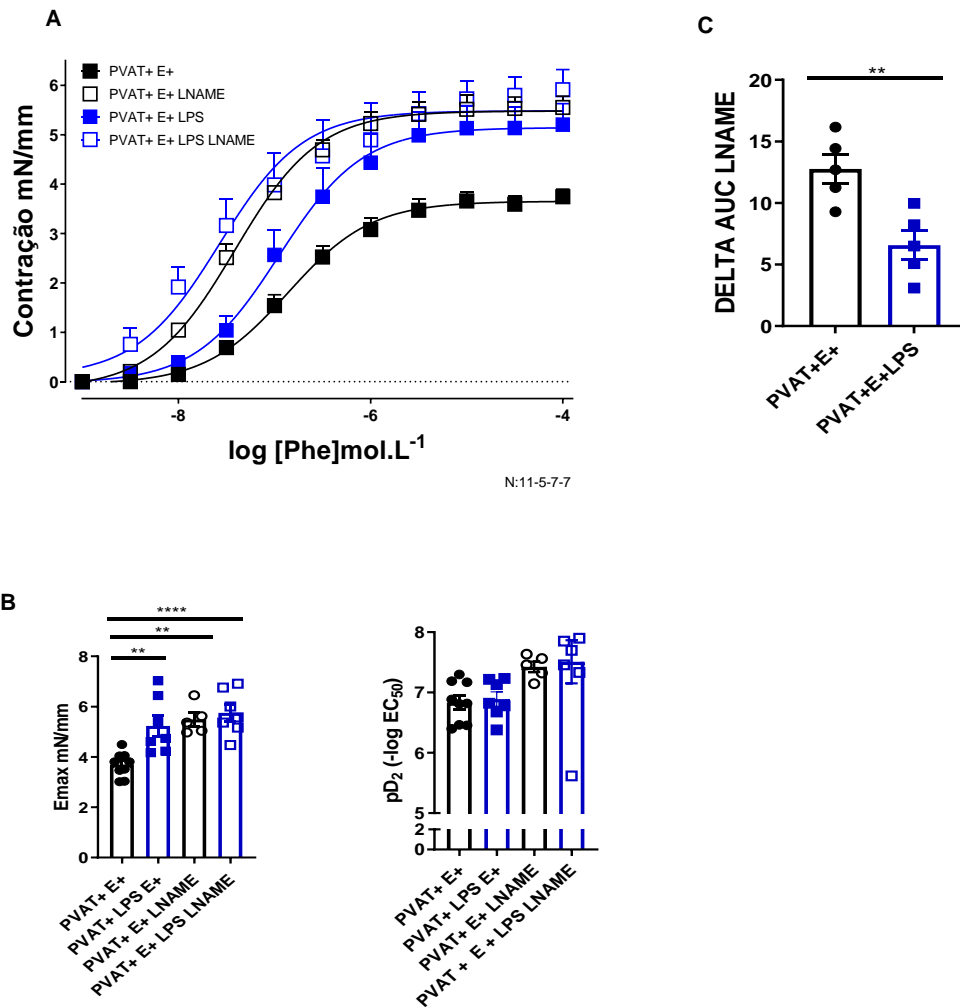 A
PVAT+ E+
PVAT+ E+ LNAME
PVAT+ E+ LPS
PVAT+ E+ LPS LNAME
Contração mN/mm
6
5
4
3
2
1
0
-8
-6
-4
log [Phe]mol.L-1
N:11-5-7-7
C
**
DELTA AUC LNAME
20
15
10
5
0
PVAT+E+
PVAT+E+LPS
B
****
**
**
Emax mN/mm
8
6
4
2
0
PVAT+ E+
PVAT+ LPS E+
PVAT+ E+ LNAME
PVAT+ E+ LPS LNAME
pD2 (-log EC50)
8
7
6
5
2
0
PVAT+ E+
PVAT+ LPS E+
PVAT+ E+ LNAME
PVAT + E + LPS LNAME